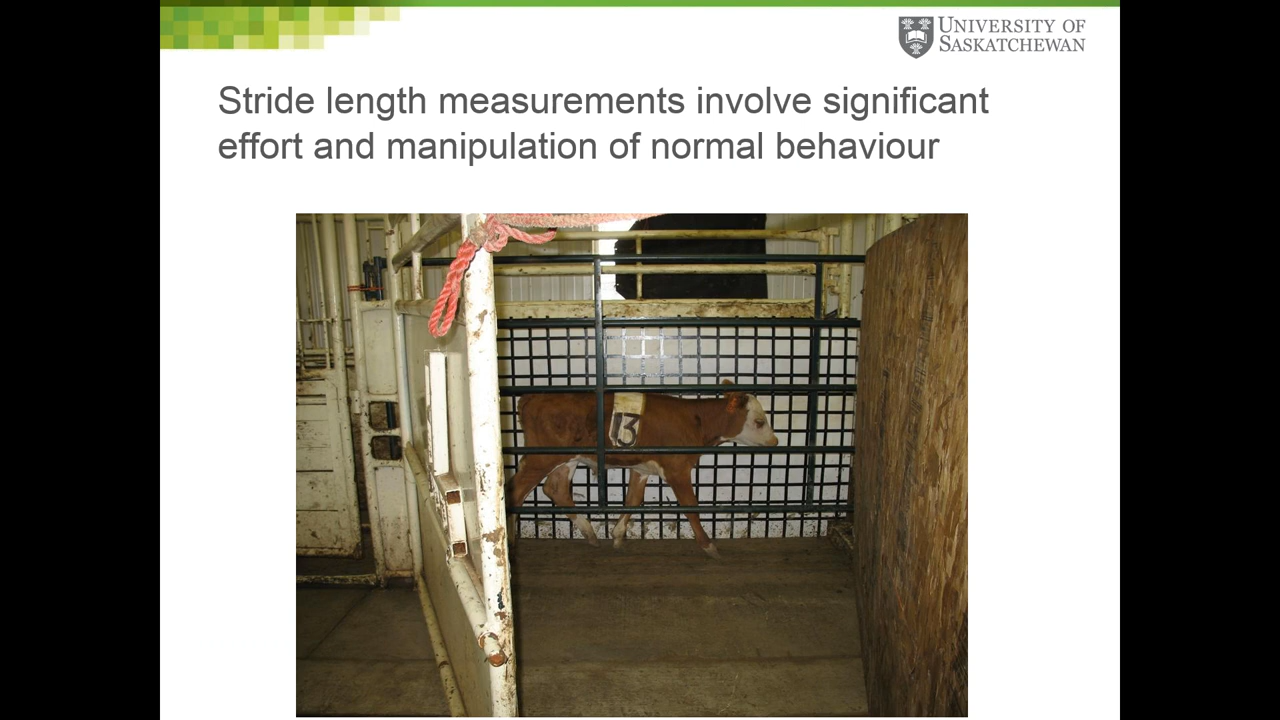 UNIVERSITY OF
SASKATCHEWAN
Stride length measurements involve significant
effort and manipulation of normal behaviour
13